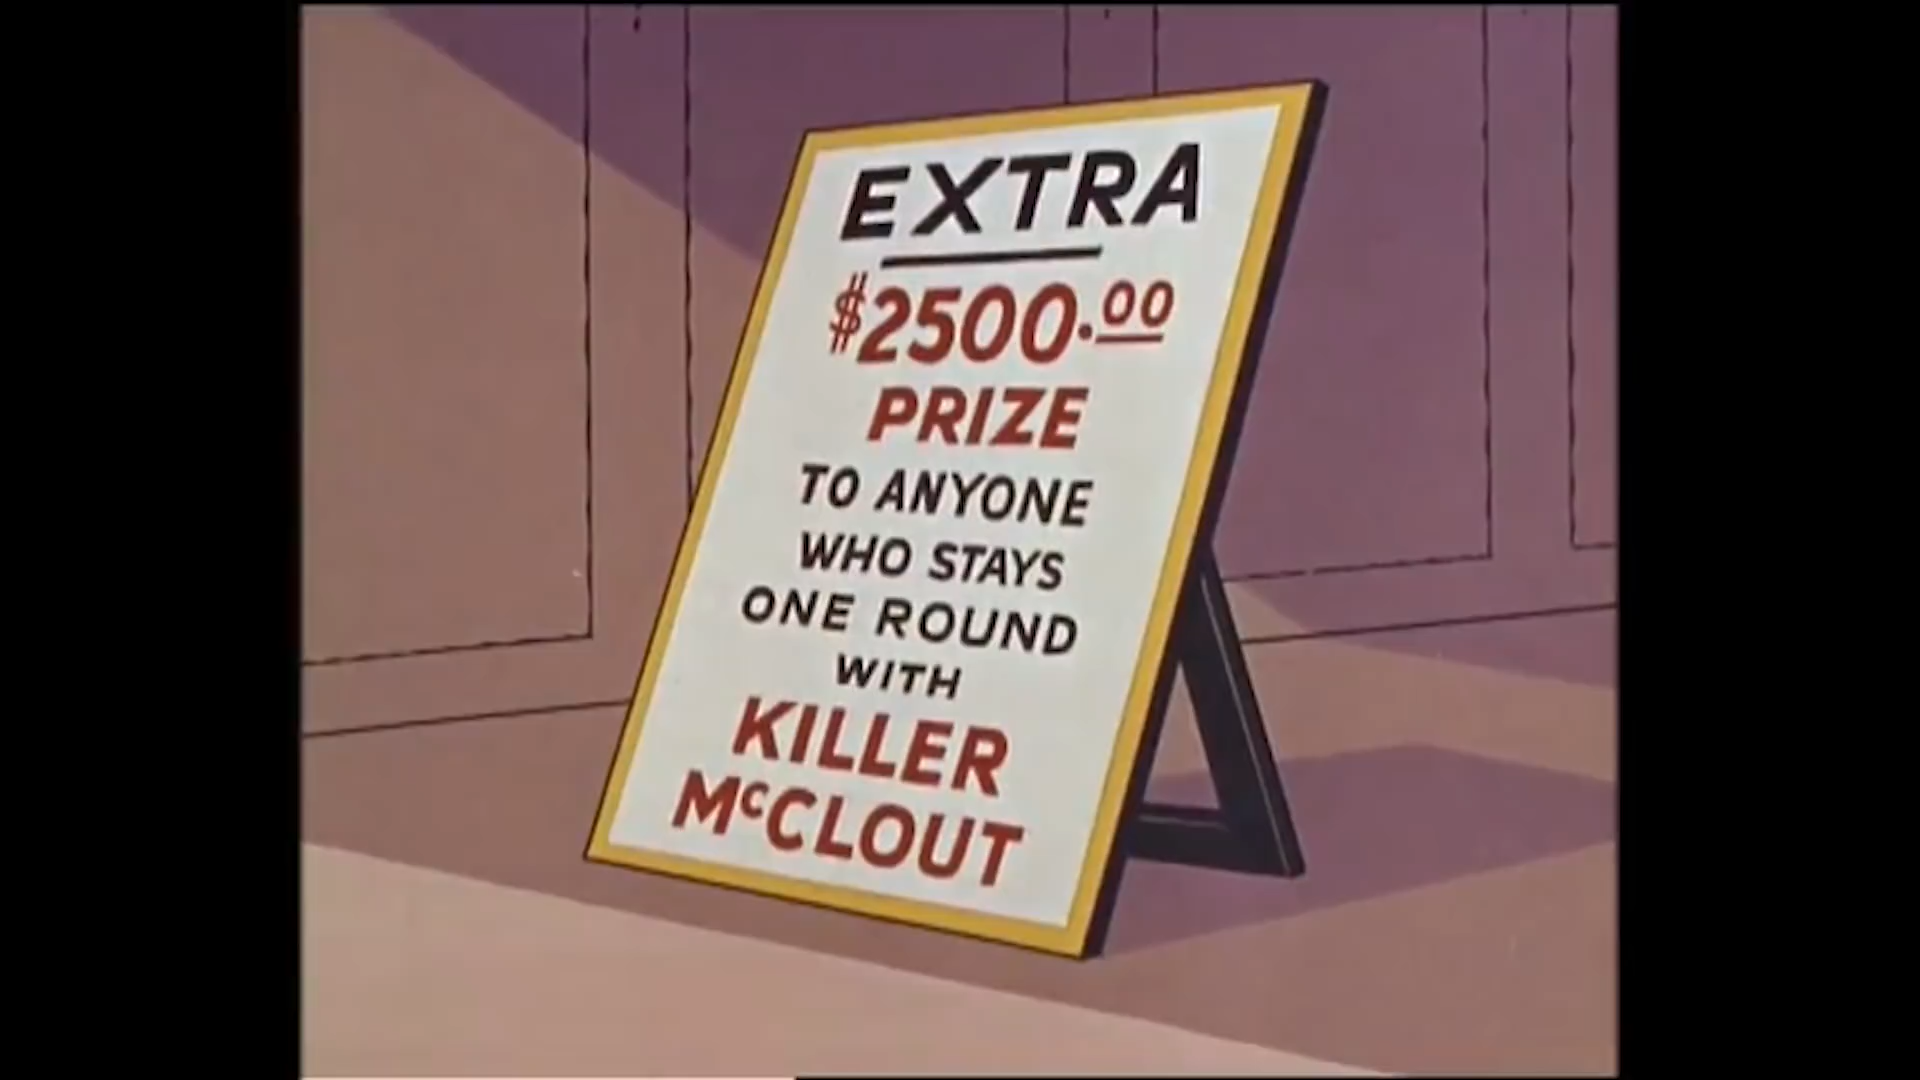 EXTRA
$2500.00
PRIZE
TO ANYONE
WHO STAYS
ONE ROUND
WITH
KILLER
McCLOUT